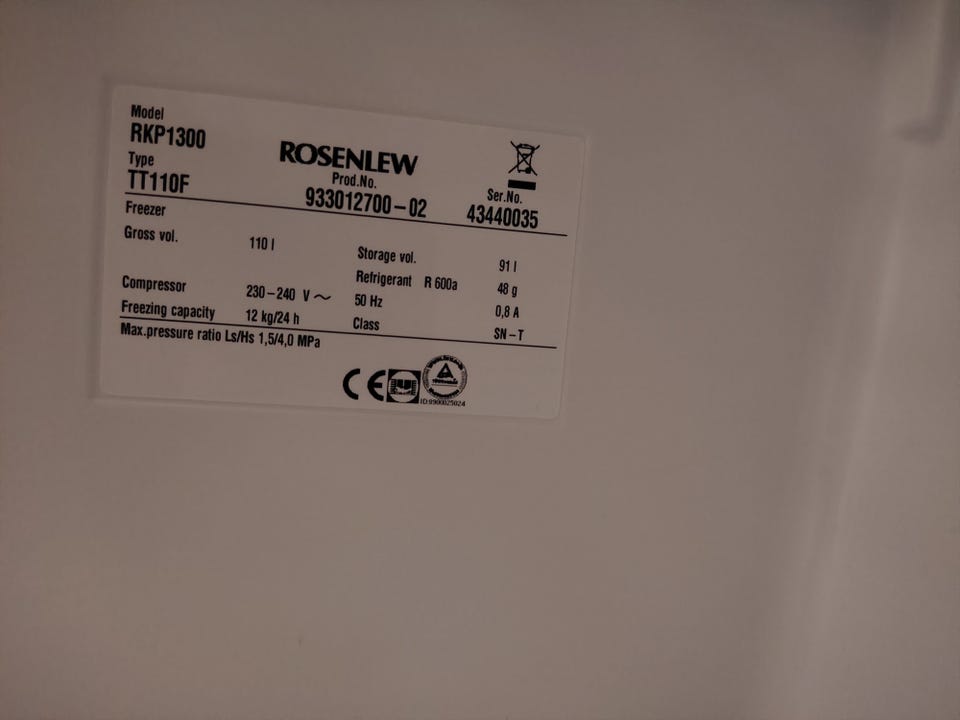 Model
RKP1300
Type
TT110F
ROSENLEW
Prod.No.
933012700-02
Ser.No.
43440035
Freezer
Gross vol. 110 l Storage vol. 91 l
Refrigerant R 600a 48 g
Compressor 230-240 V ~ 50 Hz 0,8 A
Freezing capacity 12 kg/24 h Class SN-T
Max.pressure ratio Ls/Hs 1,5/4,0 MPa
CE
ID:9900025024